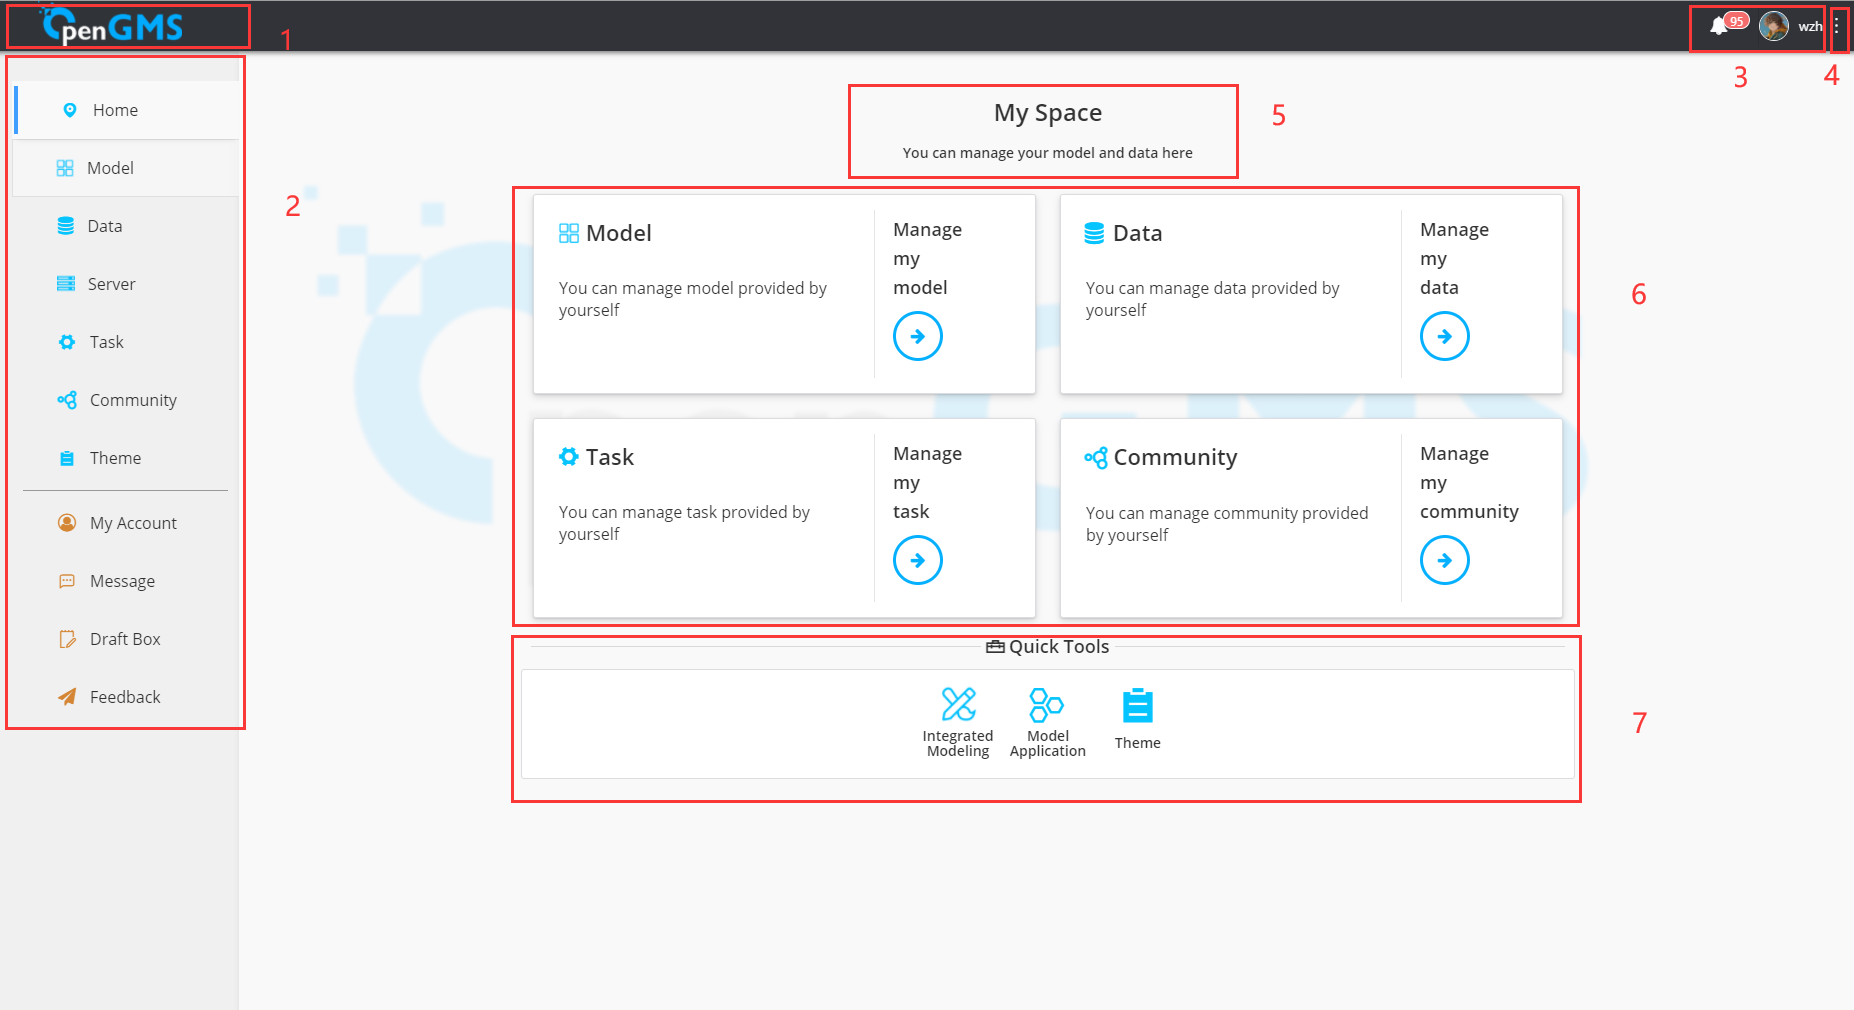 OpenGMS
1
95
wzh
3
4
2
Home
Model
Data
Server
Task
Community
Theme
My Account
Message
Draft Box
Feedback
My Space
You can manage your model and data here
5
Model
You can manage model provided by
yourself
Manage
my
model
Data
You can manage data provided by
yourself
Manage
my
data
6
Task
You can manage task provided by
yourself
Manage
my
task
Community
You can manage community provided
by yourself
Manage
my
community
Quick Tools
Integrated
Modeling
Model
Application
Theme
7